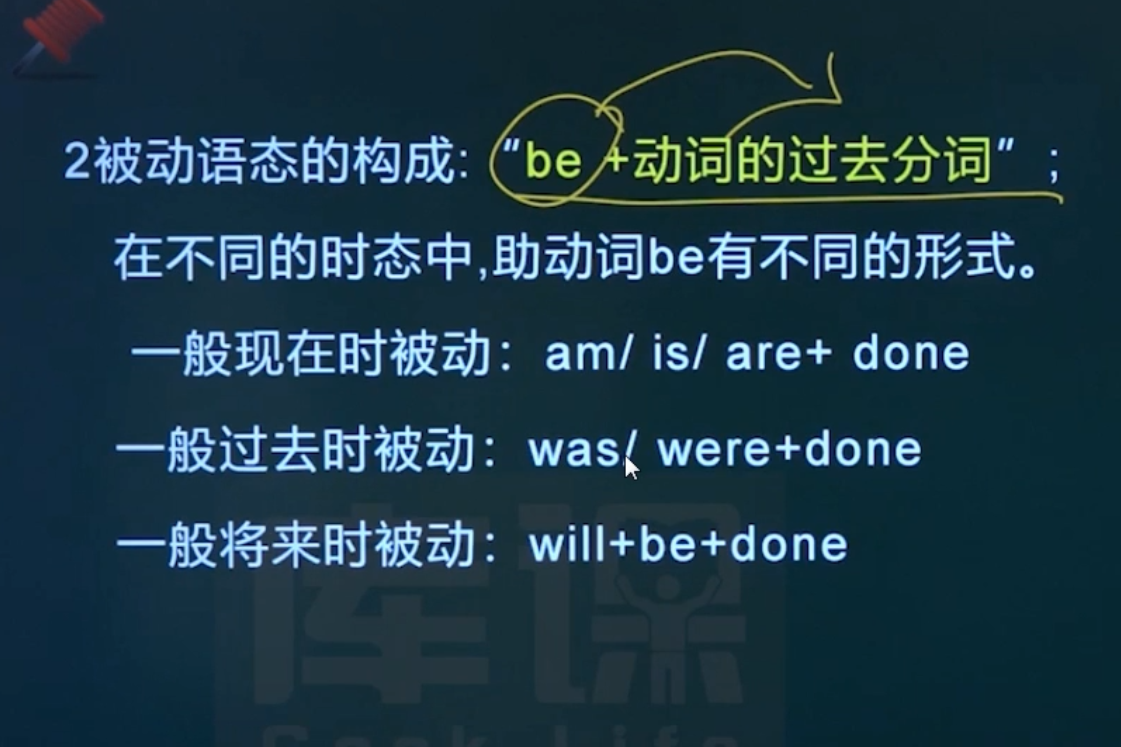 2被动语态的构成: “be +动词的过去分词”;
在不同的时态中,助动词be有不同的形式。
一般现在时被动：am/ is/ are+ done
一般过去时被动：was/ were+done
一般将来时被动：will+be+done
库课